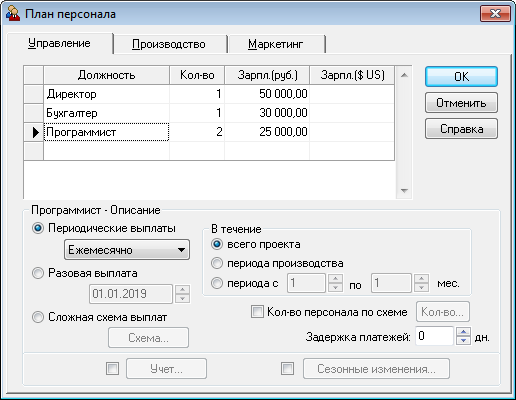 План персонала
Управление Производство Маркетинг
Должность Кол-во Зарпл.(руб.) Зарпл.($ US)
Директор 1 50 000,00
Бухгалтер 1 30 000,00
Программист 2 25 000,00
OK
Отменить
Справка
Программист - Описание
Периодические выплаты
Ежемесячно
Разовая выплата
01.01.2019
Сложная схема выплат
Схема...
В течение
всего проекта
периода производства
периода с 1 по 1 мес.
Кол-во персонала по схеме Кол-во...
Задержка платежей: 0 дн.
Учет... Сезонные изменения...